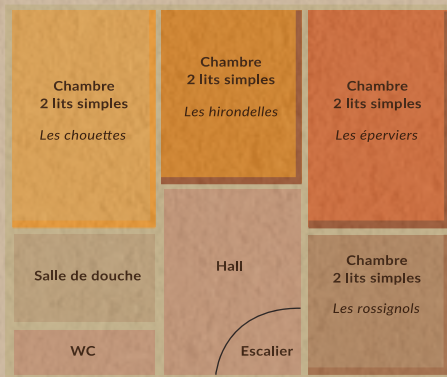 Chambre
2 lits simples
Les chouettes
Chambre
2 lits simples
Les hirondelles
Chambre
2 lits simples
Les éperviers
Salle de douche
Hall
Chambre
2 lits simples
Les rossignols
WC
Escalier